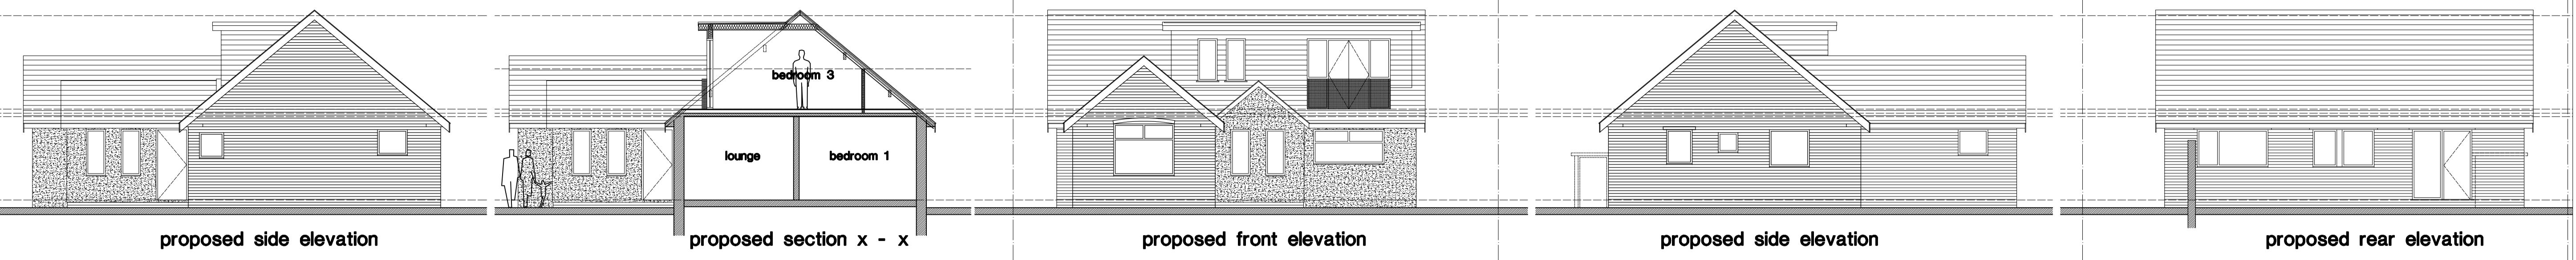 bedroom 3
lounge
bedroom 1
proposed side elevation
proposed section x - x
proposed front elevation
proposed side elevation
proposed rear elevation